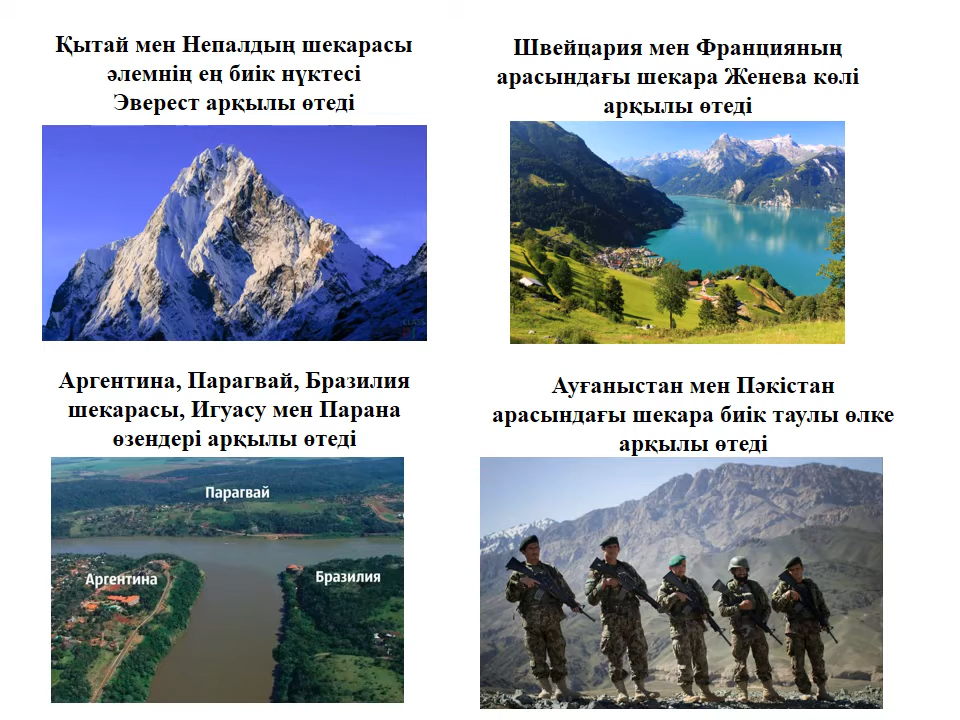 Қытай мен Непалдың шекарасы
әлемнің ең биік нүктесі
Эверест арқылы өтеді
Швейцария мен Францияның
арасындағы шекара Женева көлі
арқылы өтеді
Аргентина, Парагвай, Бразилия
шекарасы, Игуасу мен Парана
өзендері арқылы өтеді
Парагвай
Аргентина
Бразилия
Ауғаныстан мен Пәкістан
арасындағы шекара биік таулы өлке
арқылы өтеді